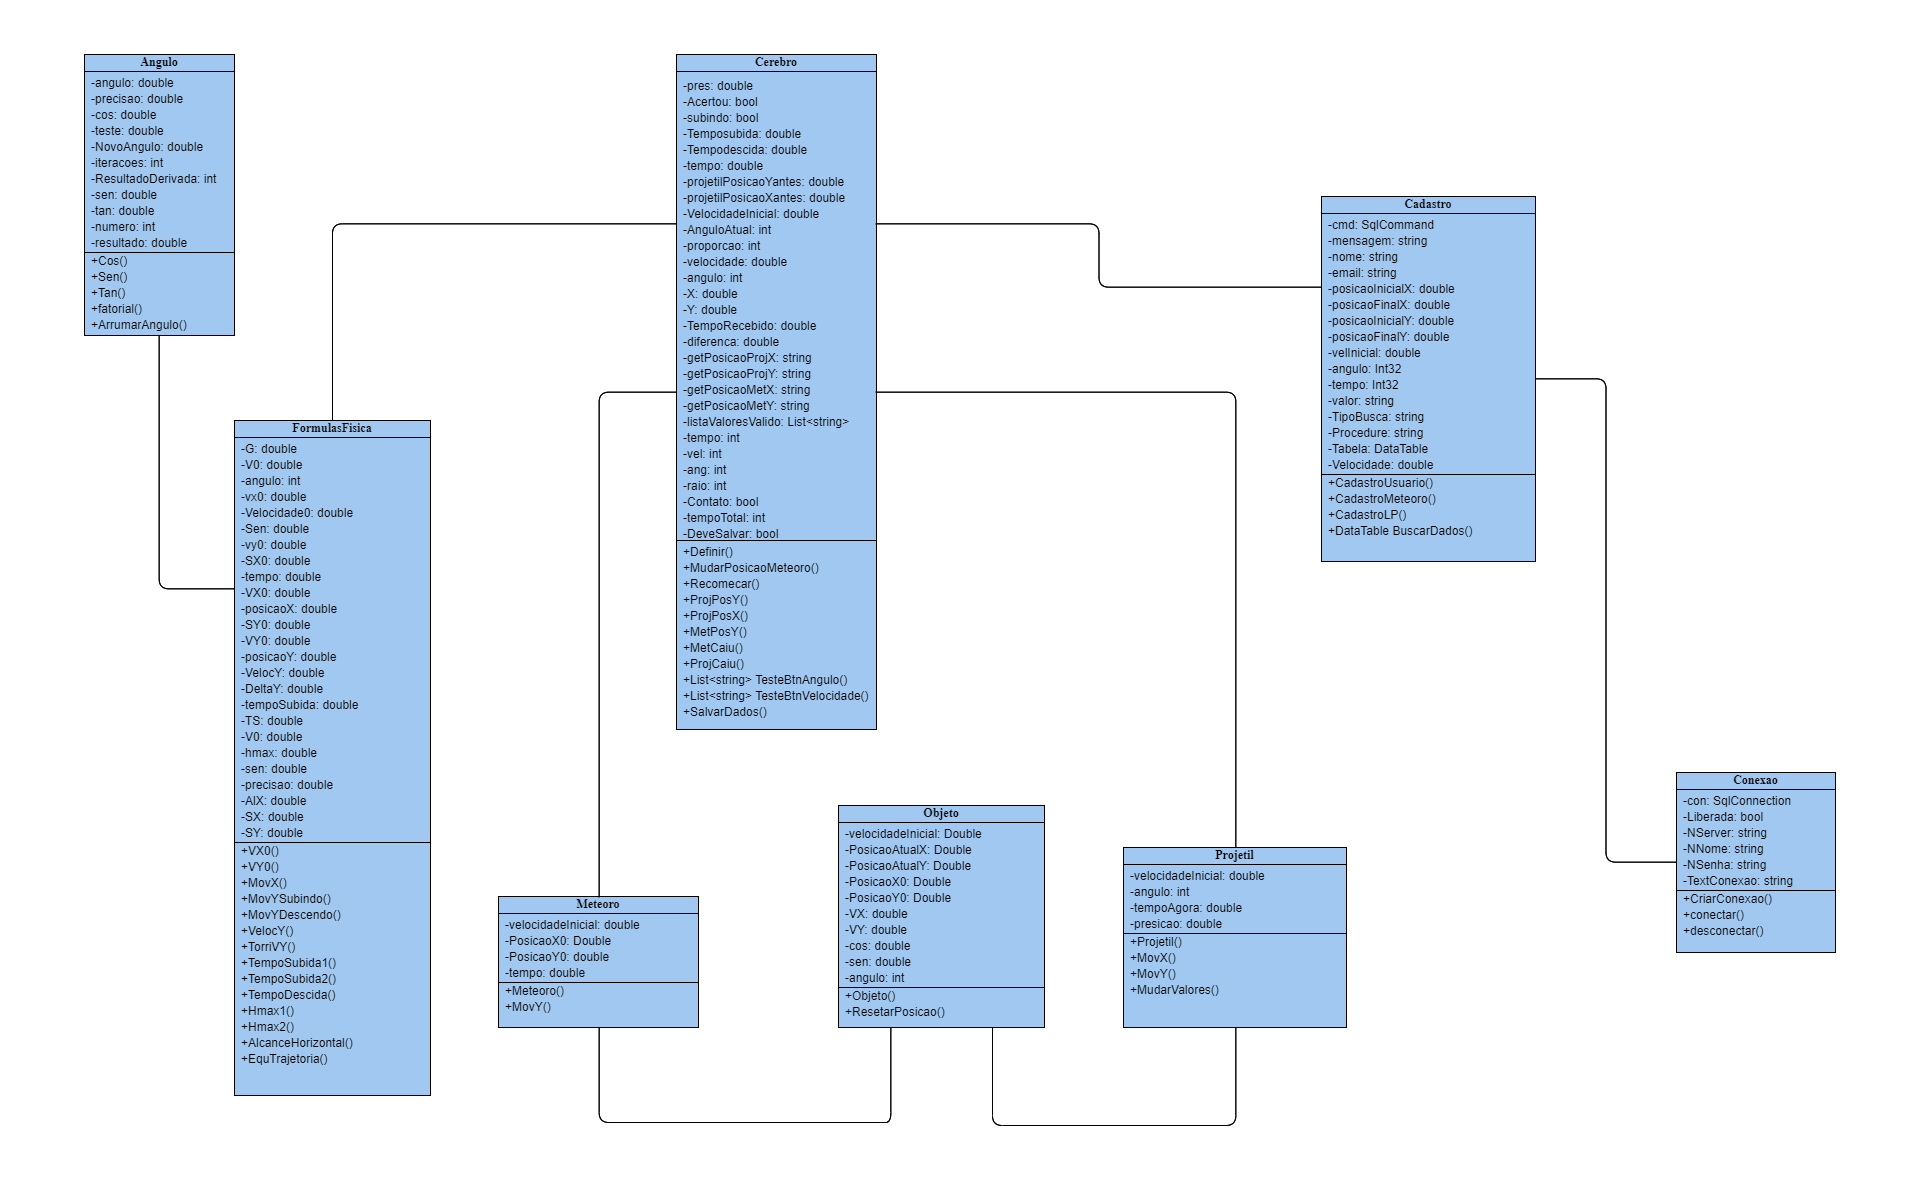 Angulo
-angulo: double
-precisao: double
-cos: double
-teste: double
-NovoAngulo: double
-iteracoes: int
-ResultadoDerivada: int
-sen: double
-tan: double
-numero: int
-resultado: double
+Cos()
+Sen()
+Tan()
+fatorial()
+ArrumarAngulo()
Cerebro
-pres: double
-Acertou: bool
-subindo: bool
-Temposubida: double
-Tempodescida: double
-tempo: double
-projetilPosicaoYantes: double
-projetilPosicaoXantes: double
-VelocidadeInicial: double
-AnguloAtual: int
-proporcao: int
-velocidade: double
-angulo: int
-X: double
-Y: double
-TempoRecebido: double
-diferenca: double
-getPosicaoProjX: string
-getPosicaoProjY: string
-getPosicaoMetX: string
-getPosicaoMetY: string
-listaValoresValido: List<string>
-tempo: int
-vel: int
-ang: int
-raio: int
-Contato: bool
-tempoTotal: int
-DeveSalvar: bool
+Definir()
+MudarPosicaoMeteoro()
+Recomecar()
+ProjPosY()
+ProjPosX()
+MetPosY()
+MetCaiu()
+ProjCaiu()
+List<string> TesteBtnAngulo()
+List<string> TesteBtnVelocidade()
+SalvarDados()
Cadastro
-cmd: SqlCommand
-mensagem: string
-nome: string
-email: string
-posicaoInicialX: double
-posicaoFinalX: double
-posicaoInicialY: double
-posicaoFinalY: double
-velInicial: double
-angulo: Int32
-tempo: Int32
-valor: string
-TipoBusca: string
-Procedure: string
-Tabela: DataTable
-Velocidade: double
+CadastroUsuario()
+CadastroMeteoro()
+CadastroLP()
+DataTable BuscarDados()
FormulasFisica
-G: double
-V0: double
-angulo: int
-vx0: double
-Velocidade0: double
-Sen: double
-vy0: double
-SX0: double
-tempo: double
-VX0: double
-posicaoX: double
-SY0: double
-VY0: double
-posicaoY: double
-VelocY: double
-DeltaY: double
-tempoSubida: double
-TS: double
-V0: double
-hmax: double
-sen: double
-precisao: double
-AlX: double
-SX: double
-SY: double
+VX0()
+VY0()
+MovX()
+MovYSubindo()
+MovYDescendo()
+VelocY()
+TorriVY()
+TempoSubida1()
+TempoSubida2()
+TempoDescida()
+Hmax1()
+Hmax2()
+AlcanceHorizontal()
+EquTrajetoria()
Meteoro
-velocidadeInicial: double
-PosicaoX0: Double
-PosicaoY0: double
-tempo: double
+Meteoro()
+MovY()
Objeto
-velocidadeInicial: Double
-PosicaoAtualX: Double
-PosicaoAtualY: Double
-PosicaoX0: Double
-PosicaoY0: Double
-VX: double
-VY: double
-cos: double
-sen: double
-angulo: int
+Objeto()
+ResetarPosicao()
Projetil
-velocidadeInicial: double
-angulo: int
-tempoAgora: double
-presicao: double
+Projetil()
+MovX()
+MovY()
+MudarValores()
Conexao
-con: SqlConnection
-Liberada: bool
-NServer: string
-NNome: string
-NSenha: string
-TextConexao: string
+CriarConexao()
+conectar()
+desconectar()